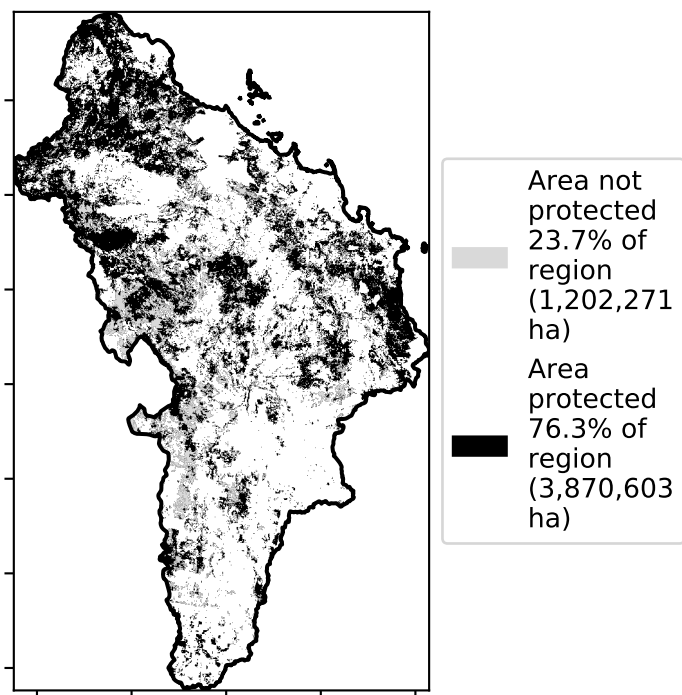 Area not
protected
23.7% of
region
(1,202,271
ha)
Area
protected
76.3% of
region
(3,870,603
ha)